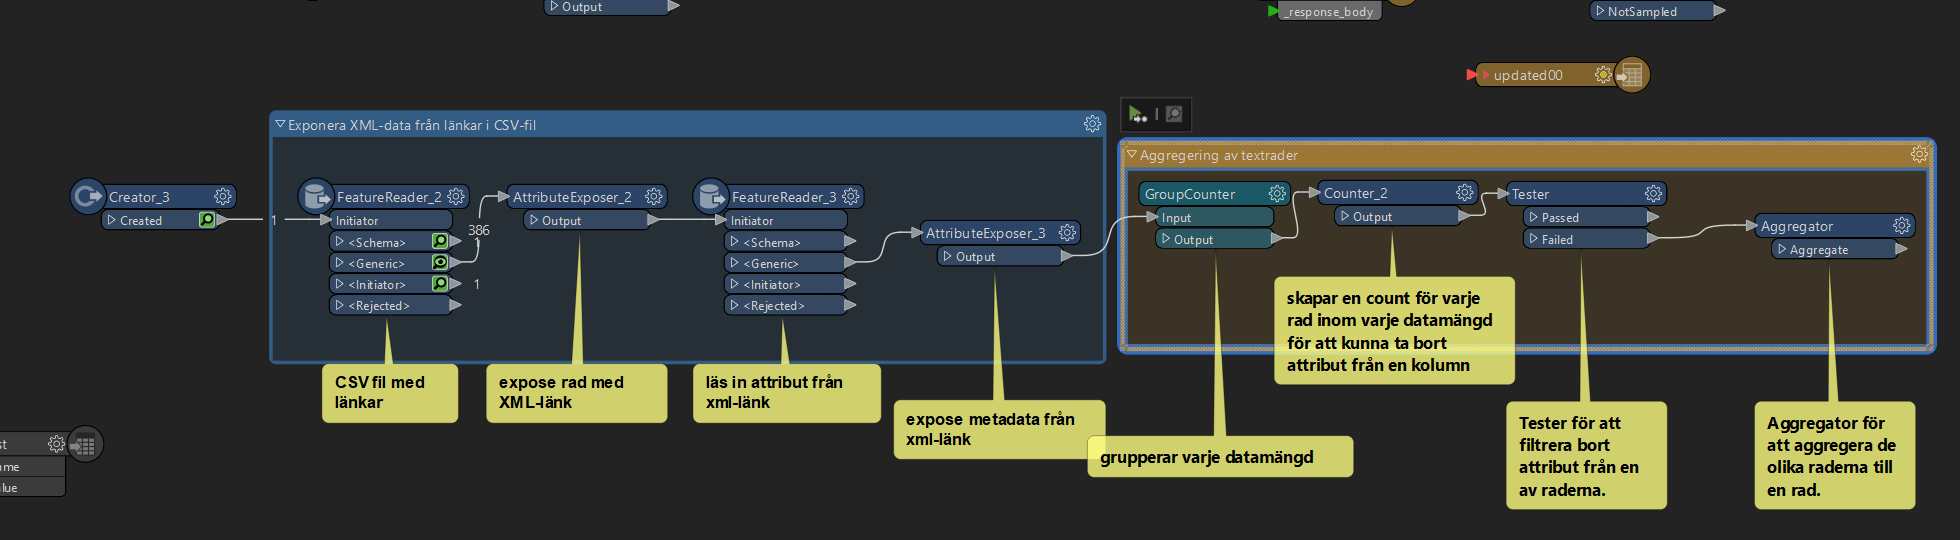 Output
_response_body
NotSampled
updated00
Exponera XML-data från länkar i CSV-fil
Aggregering av textrader
Creator_3
Created
1
FeatureReader_2
Initiator
<Schema>
<Generic>
<Initiator>
<Rejected>
386
1
1
AttributeExposer_2
Output
FeatureReader_3
Initiator
<Schema>
<Generic>
<Initiator>
<Rejected>
AttributeExposer_3
Output
GroupCounter
Input
Output
Counter_2
Output
Tester
Passed
Failed
Aggregator
Aggregate
CSV fil med
länkar
expose rad med
XML-länk
läs in attribut från
xml-länk
expose metadata från
xml-länk
grupperar varje datamängd
skapar en count för varje
rad inom varje datamängd
för att kunna ta bort
attribut från en kolumn
Tester för att
filtrera bort
attribut från en
av raderna.
Aggregator för
att aggregera de
olika raderna till
en rad.
st
ame
alue